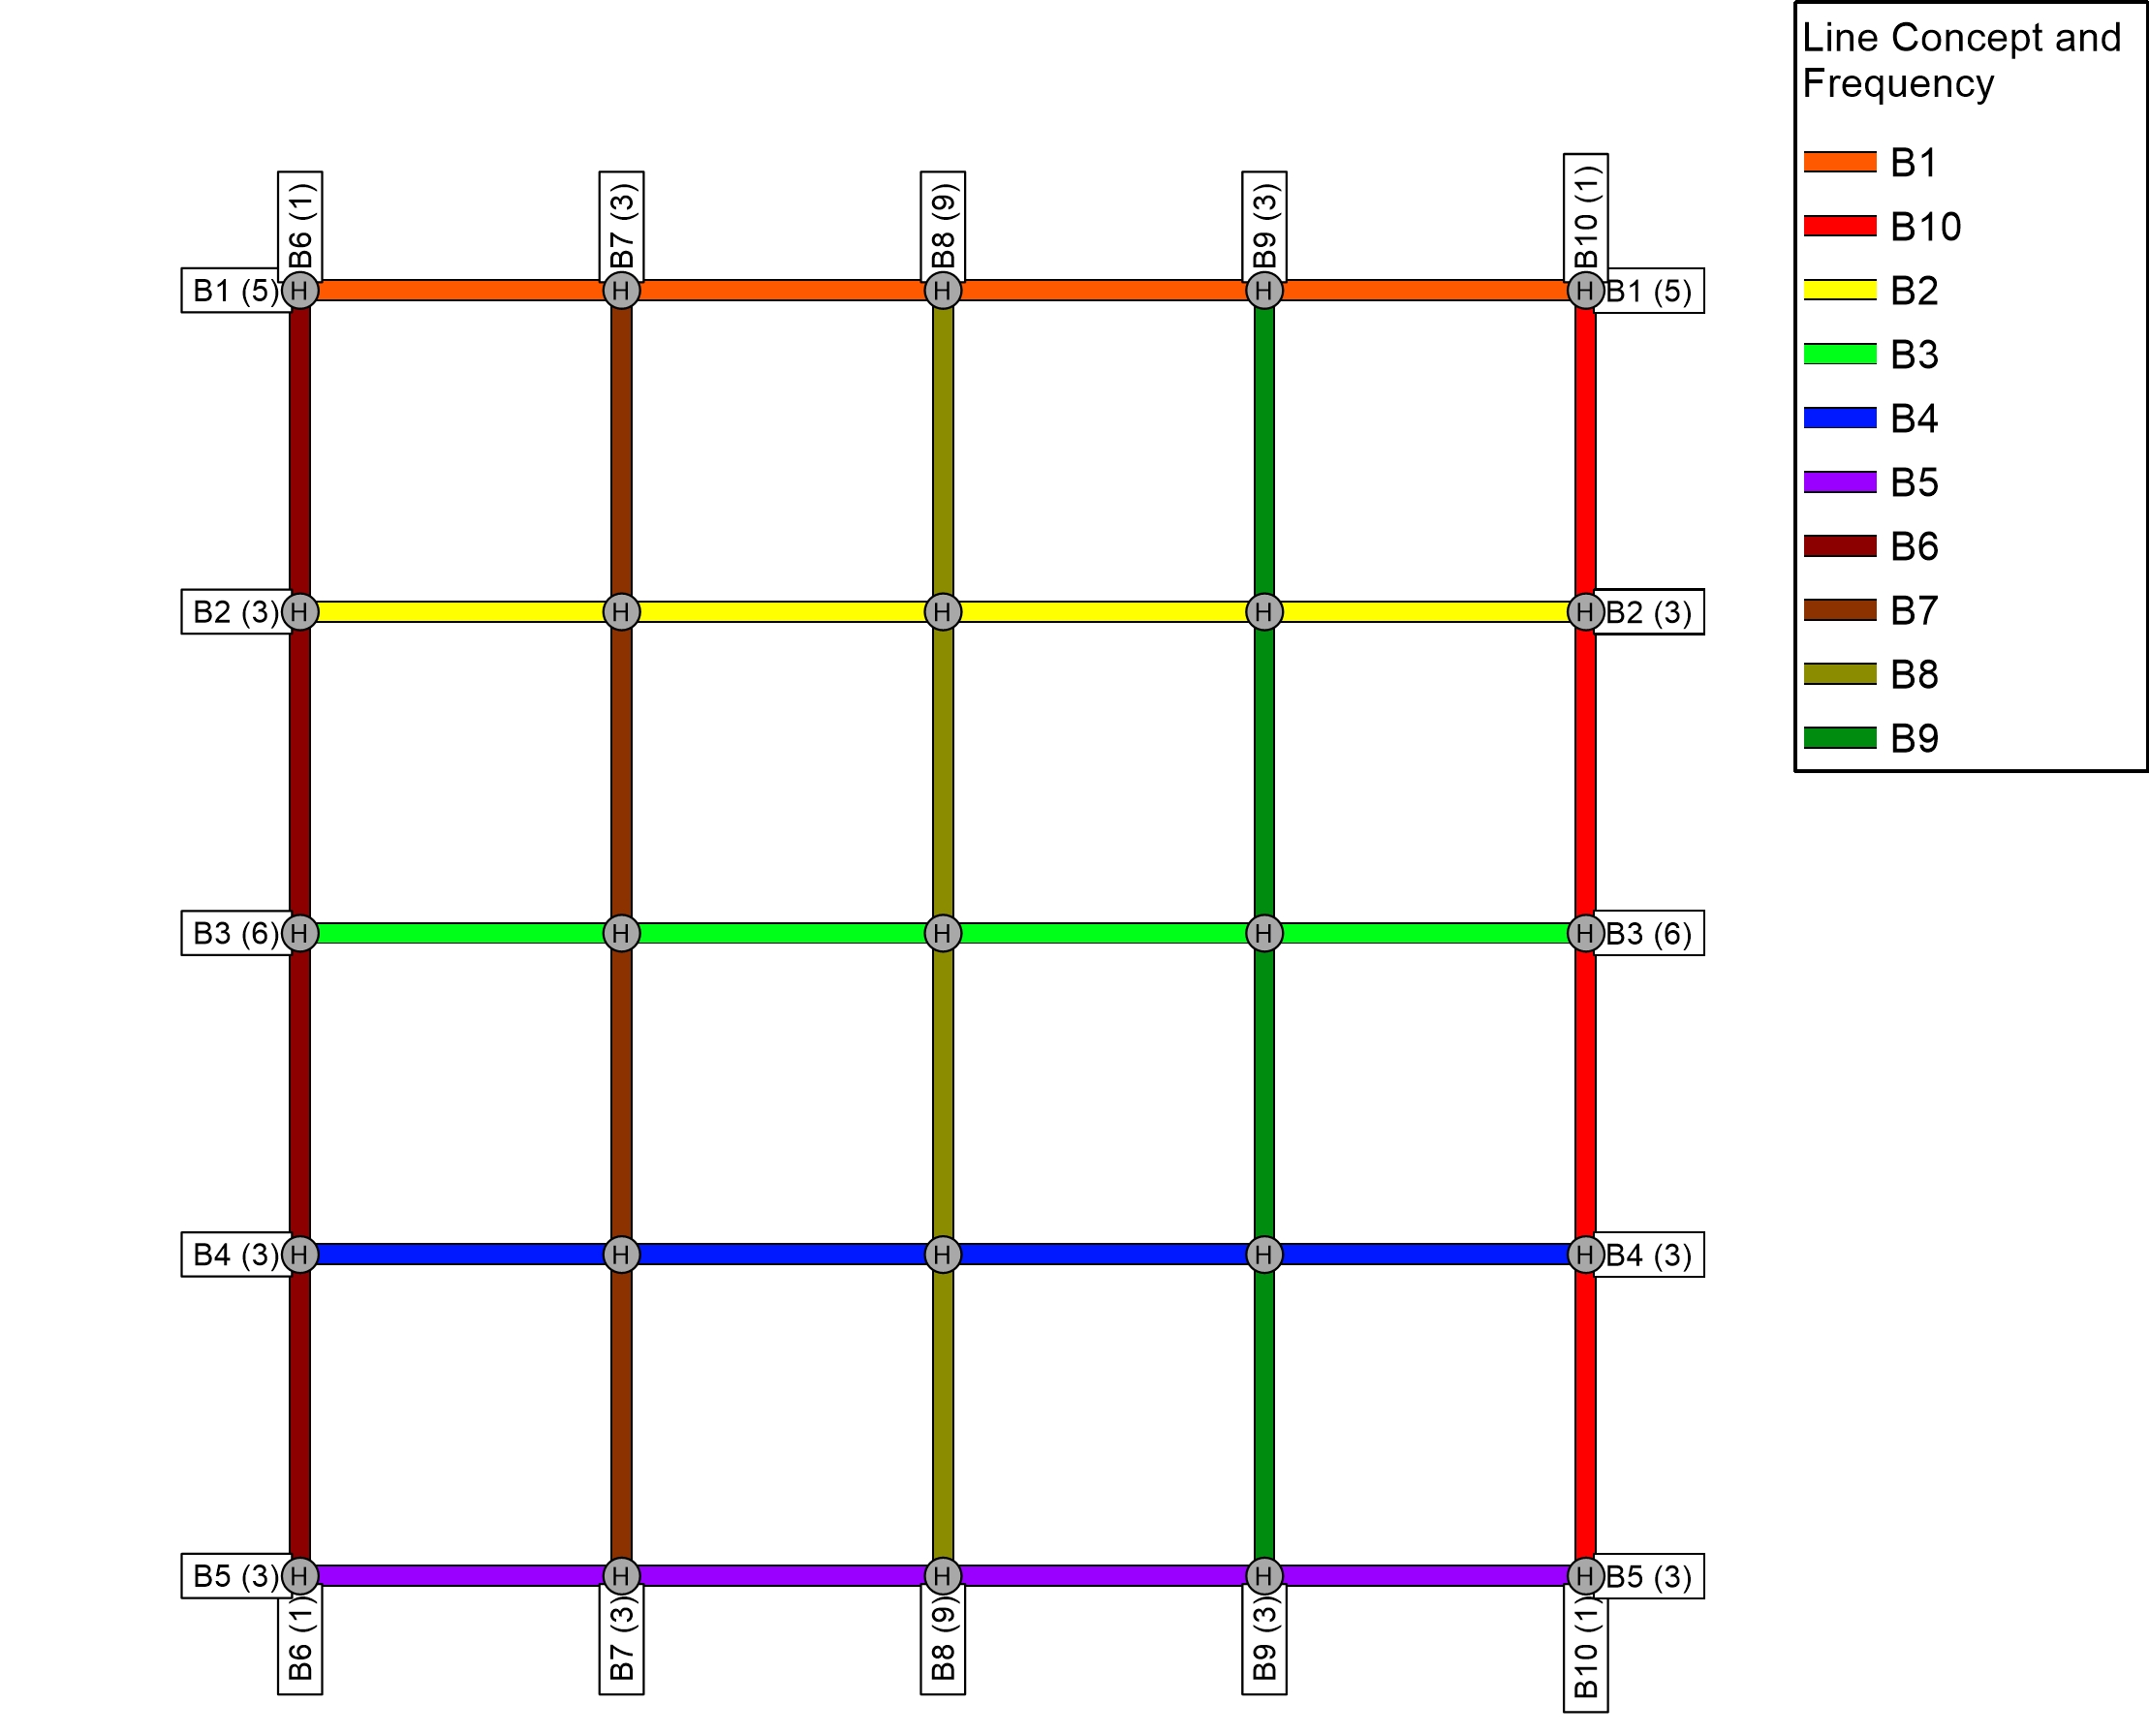 Line Concept and
Frequency
B1
B10
B2
B3
B4
B5
B6
B7
B8
B9
B6 (1)
B7 (3)
B8 (9)
B9 (3)
B10 (1)
B1 (5) H H H H H B1 (5)
B2 (3) H H H H H B2 (3)
B3 (6) H H H H H B3 (6)
B4 (3) H H H H H B4 (3)
B5 (3) H H H H H B5 (3)
B6 (1)
B7 (3)
B8 (9)
B9 (3)
B10 (1)